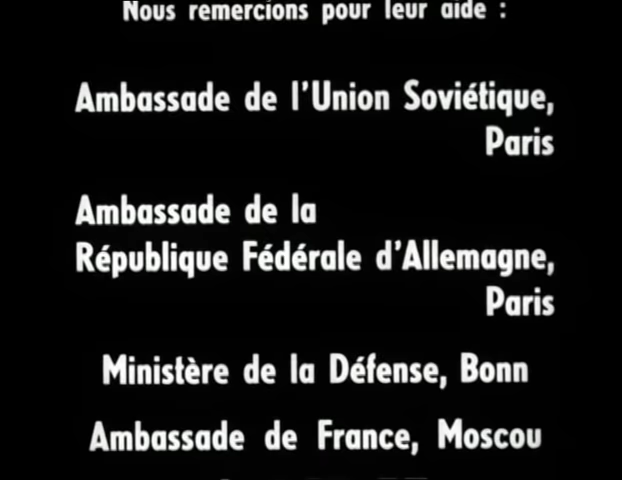 Nous remercions pour leur aide :
Ambassade de l'Union Soviétique,
Paris
Ambassade de la
République Fédérale d'Allemagne,
Paris
Ministère de la Défense, Bonn
Ambassade de France, Moscou